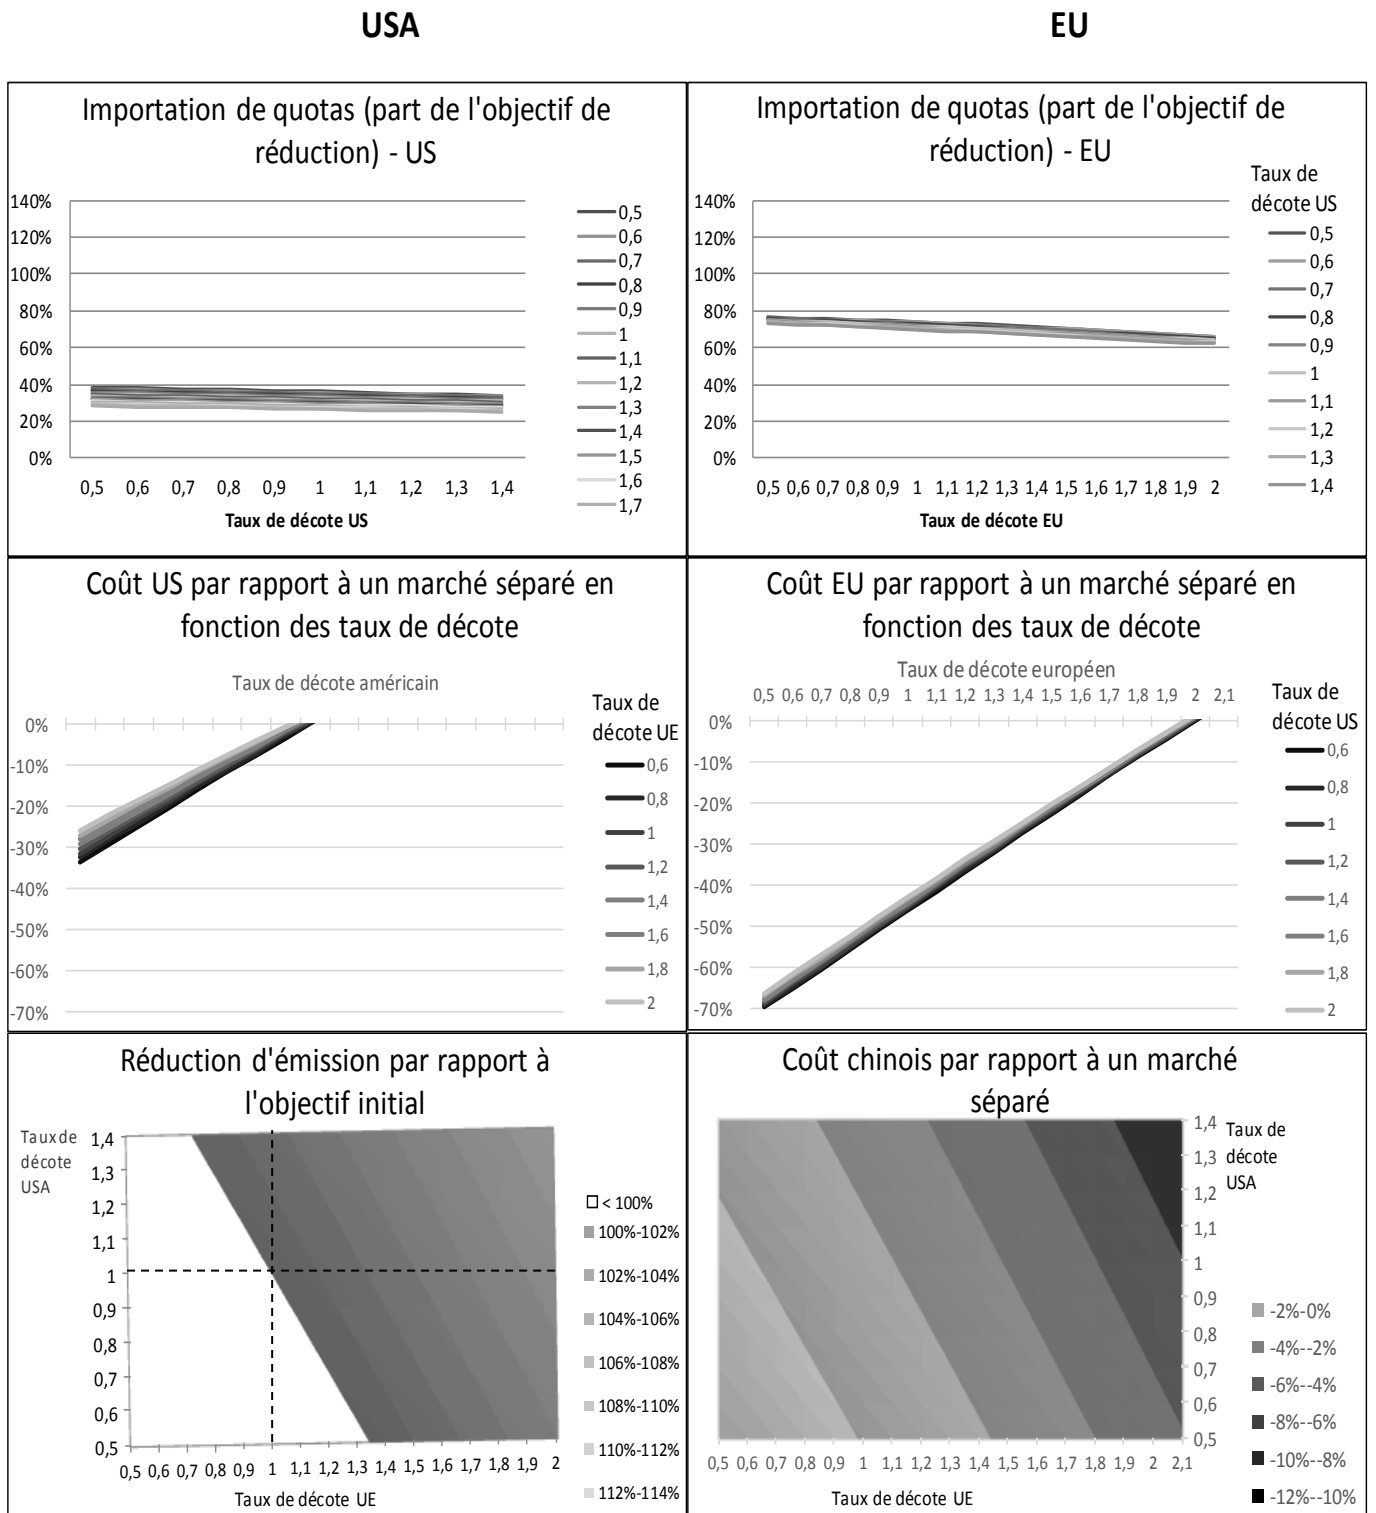 USA
EU
Importation de quotas (part de l'objectif de
réduction) - US
140%
120%
100%
80%
60%
40%
20%
0%
0,5 0,6 0,7 0,8 0,9 1 1,1 1,2 1,3 1,4
Taux de décote US
0,5
0,6
0,7
0,8
0,9
1
1,1
1,2
1,3
1,4
1,5
1,6
1,7
Importation de quotas (part de l'objectif de
réduction) - EU
140%
120%
100%
80%
60%
40%
20%
0%
0,5 0,6 0,7 0,8 0,9 1 1,1 1,2 1,3 1,4 1,5 1,6 1,7 1,8 1,9 2
Taux de décote EU
Taux de
décote US
0,5
0,6
0,7
0,8
0,9
1
1,1
1,2
1,3
1,4
Coût US par rapport à un marché séparé en
fonction des taux de décote
Taux de décote américain
0%
-10%
-20%
-30%
-40%
-50%
-60%
-70%
Taux de
décote UE
0,6
0,8
1
1,2
1,4
1,6
1,8
2
Coût EU par rapport à un marché séparé en
fonction des taux de décote
Taux de décote européen
0,5 0,6 0,7 0,8 0,9 1 1,1 1,2 1,3 1,4 1,5 1,6 1,7 1,8 1,9 2 2,1
0%
-10%
-20%
-30%
-40%
-50%
-60%
-70%
Taux de
décote US
0,6
0,8
1
1,2
1,4
1,6
1,8
2
Réduction d'émission par rapport à
l'objectif initial
Taux de
décote
USA
1,4
1,3
1,2
1,1
1
0,9
0,8
0,7
0,6
0,5
0,5 0,6 0,7 0,8 0,9 1 1,1 1,2 1,3 1,4 1,5 1,6 1,7 1,8 1,9 2
Taux de décote UE
< 100%
100%-102%
102%-104%
104%-106%
106%-108%
108%-110%
110%-112%
112%-114%
Coût chinois par rapport à un marché
séparé
1,4
1,3
1,2
1,1
1
0,9
0,8
0,7
0,6
0,5
Taux de
décote
USA
0,5 0,6 0,7 0,8 0,9 1 1,1 1,2 1,3 1,4 1,5 1,6 1,7 1,8 1,9 2 2,1
Taux de décote UE
-2%-0%
-4%--2%
-6%--4%
-8%--6%
-10%--8%
-12%--10%